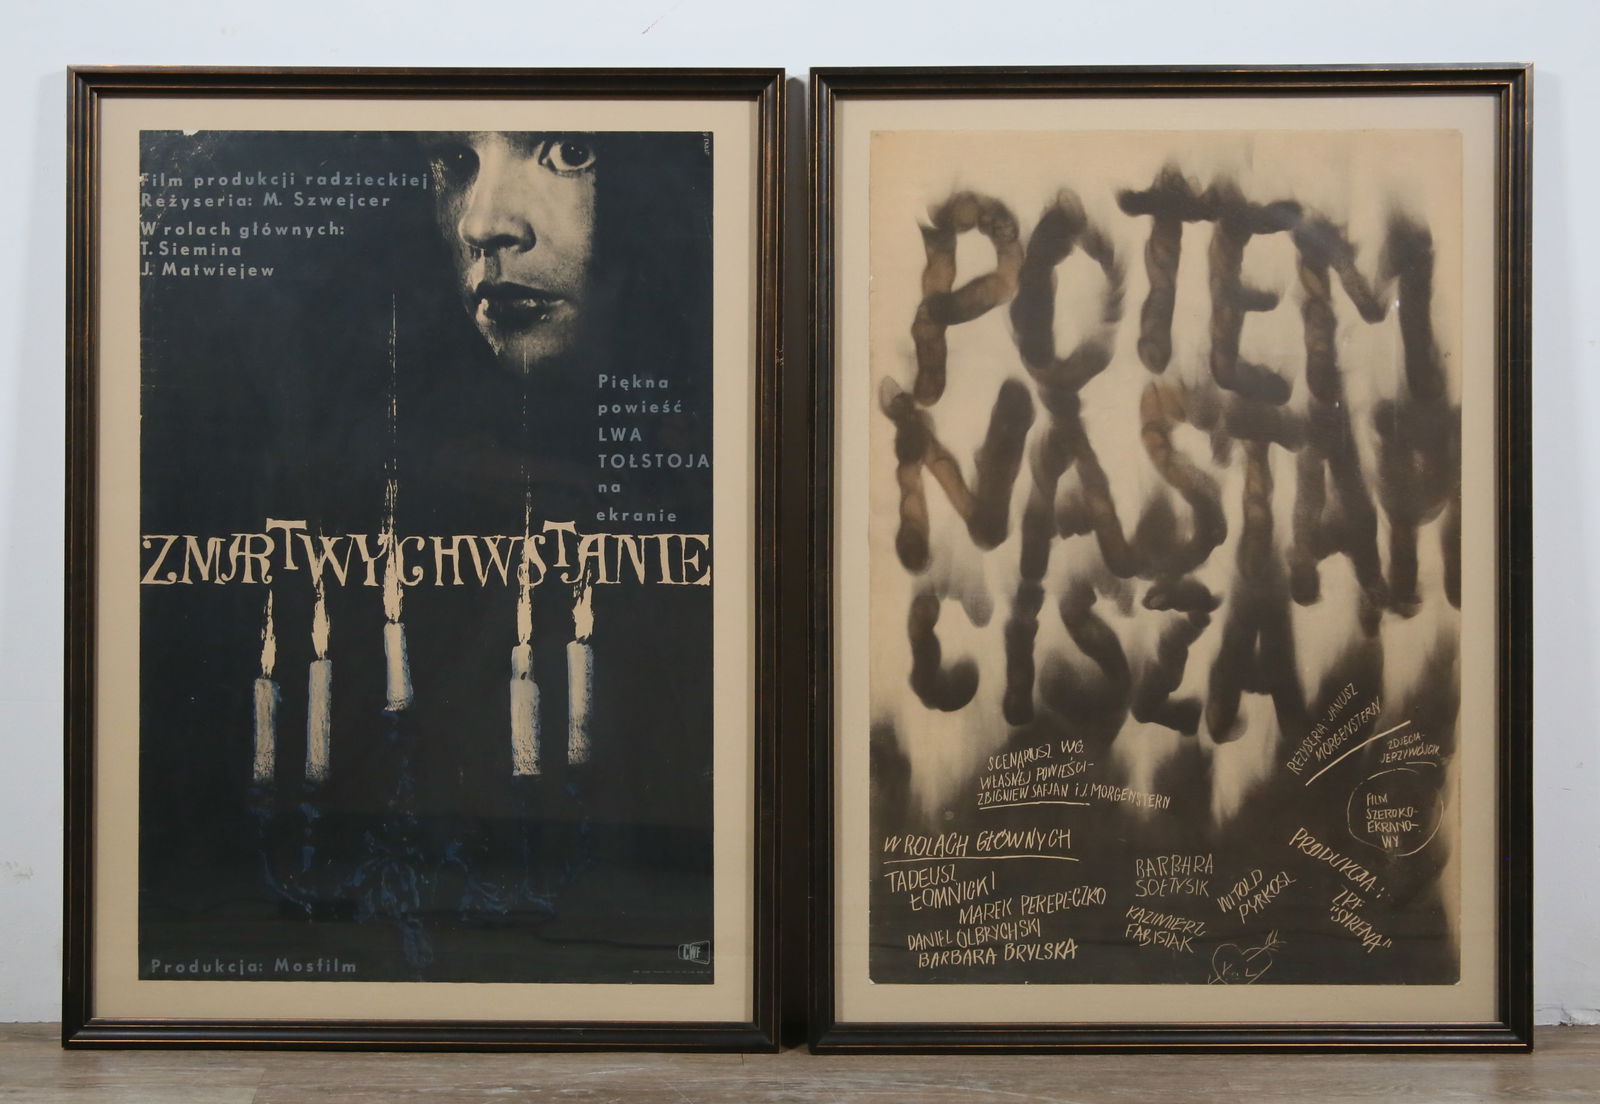 Film produkcji radzieckiej
Reżyseria: M. Szwejcer
W rolach głównych:
T. Siemina
J. Matwiejew
Piękna
powieść
LWA
TOŁSTOJA
na
ekranie
ZMARTWYCHWSTANIE
Produkcja: Mosfilm
CWF
POTEM
NASTĄPI
CISZA
REŻYSERIA: JANUSZ
MORGENSTERN
ZDJĘCIA-
JERZY WÓJCIK
SCENARIUSZ WG.
WŁASNEJ POWIEŚCI-
ZBIGNIEW SAFJAN i J. MORGENSTERN
FILM
SZEROKO-
EKRANO-
WY
W ROLACH GŁÓWNYCH
TADEUSZ
ŁOMNICKI
MAREK PEREPECZKO
DANIEL OLBRYCHSKI
BARBARA BRYLSKA
BARBARA
SOŁTYSIK
KAZIMIERZ
FABISIAK
WITOLD
PYRKOSZ
PRODUKCJA:
ZRF
"SYRENA"